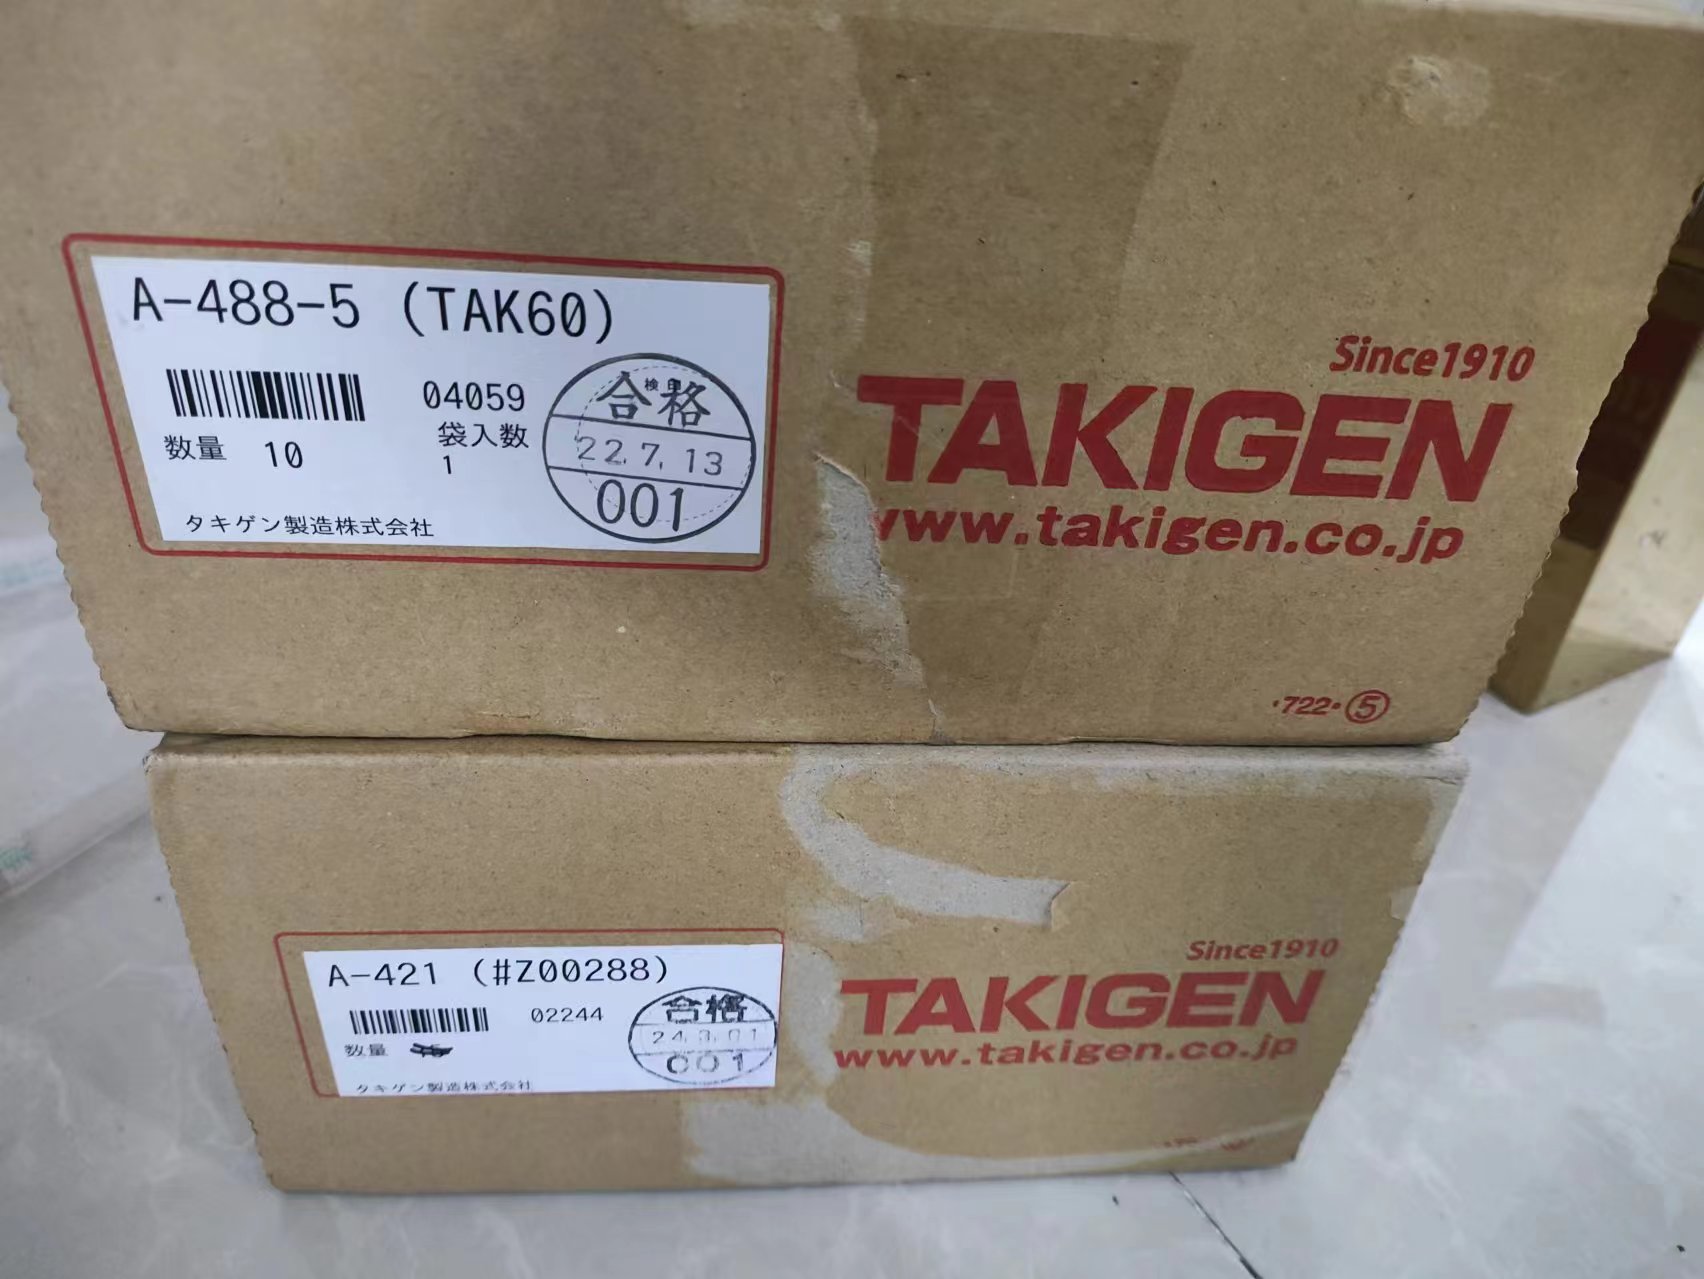 A-488-5 (TAK60)
04059
数量 10
袋入数
1
検印
合格
22.7.13
001
タキゲン製造株式会社
Since1910
TAKIGEN
www.takigen.co.jp
・722・⑤
A-421 (#Z00288)
02244
数量
合格
24.3.01
001
タキゲン製造株式会社
Since1910
TAKIGEN
www.takigen.co.jp